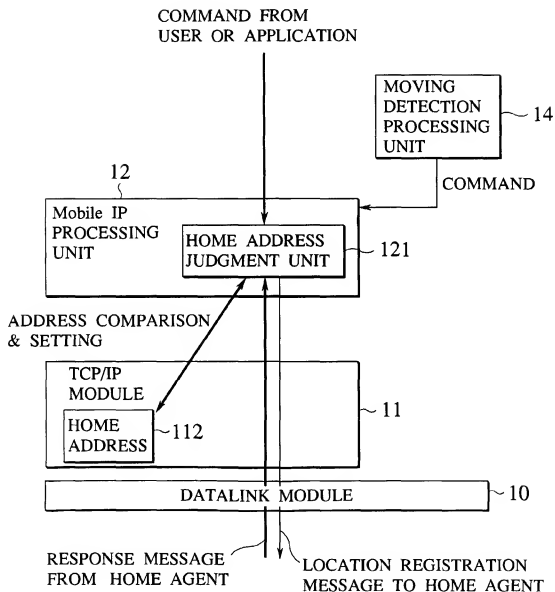 COMMAND FROM
USER OR APPLICATION
MOVING
DETECTION
PROCESSING
UNIT
14
COMMAND
12
Mobile IP
PROCESSING
UNIT
HOME ADDRESS
JUDGMENT UNIT
121
ADDRESS COMPARISON
& SETTING
TCP/IP
MODULE
11
HOME
ADDRESS
112
DATALINK MODULE
10
RESPONSE MESSAGE
FROM HOME AGENT
LOCATION REGISTRATION
MESSAGE TO HOME AGENT